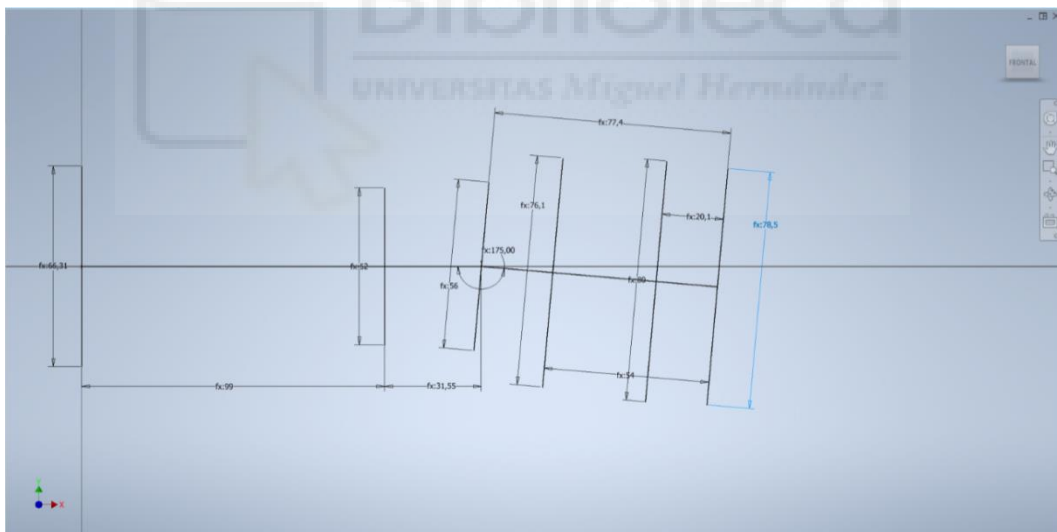 Biblioteca
UNIVERSITAS Miguel Hernández
FRONTAL
fx:77,4
fx:76,1
fx:20,1
fx:78,5
fx:175,00
fx:66,31
fx:52
fx:56
fx:80
fx:54
fx:99
fx:31,55
Y
X